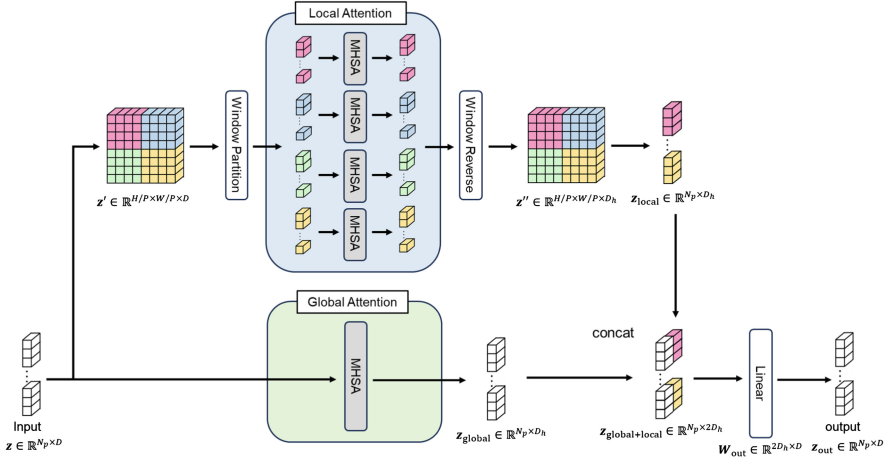 Local Attention
MHSA
MHSA
MHSA
MHSA
Window Partition
Window Reverse
z′ ∈ ℝ^{H/P×W/P×D}
z″ ∈ ℝ^{H/P×W/P×D_h}
z_local ∈ ℝ^{N_p×D_h}
Global Attention
MHSA
concat
Linear
Input
z ∈ ℝ^{N_p×D}
z_global ∈ ℝ^{N_p×D_h}
z_global+local ∈ ℝ^{N_p×2D_h}
W_out ∈ ℝ^{2D_h×D}
output
z_out ∈ ℝ^{N_p×D}